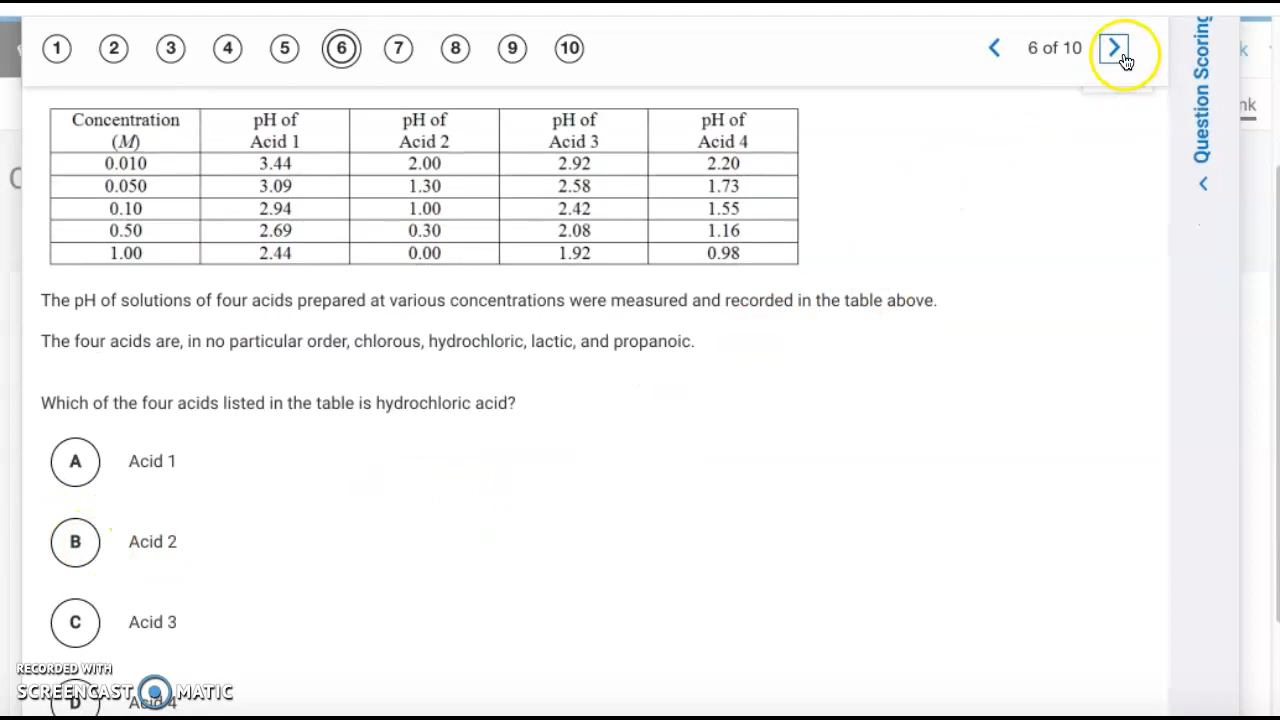 1 2 3 4 5 6 7 8 9 10 6 of 10
Question Scoring
k
nk
C
Concentration (M) pH of Acid 1 pH of Acid 2 pH of Acid 3 pH of Acid 4
0.010 3.44 2.00 2.92 2.20
0.050 3.09 1.30 2.58 1.73
0.10 2.94 1.00 2.42 1.55
0.50 2.69 0.30 2.08 1.16
1.00 2.44 0.00 1.92 0.98
The pH of solutions of four acids prepared at various concentrations were measured and recorded in the table above.
The four acids are, in no particular order, chlorous, hydrochloric, lactic, and propanoic.
Which of the four acids listed in the table is hydrochloric acid?
A Acid 1
B Acid 2
C Acid 3
D Acid 4
RECORDED WITH
SCREENCAST MATIC